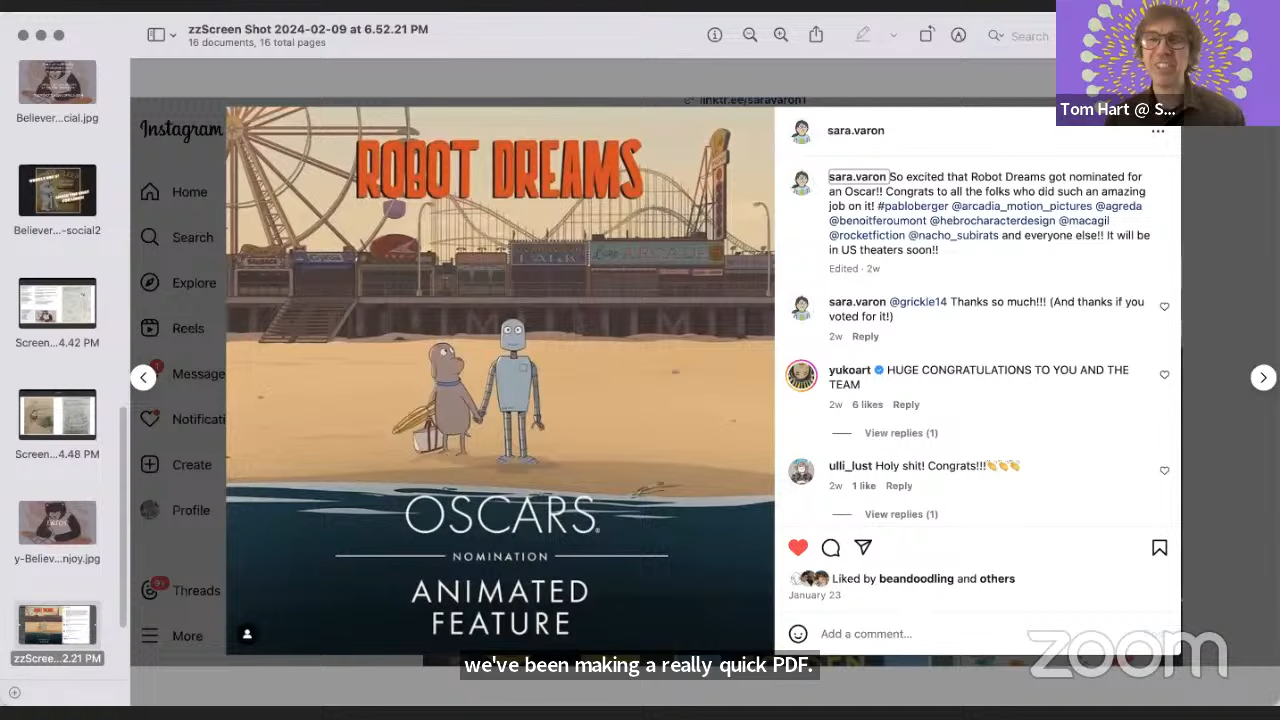 zzScreen Shot 2024-02-09 at 6.52.21 PM
16 documents, 16 total pages
Search
Tom Hart @ S...
Believer...cial.jpg
Believer...-social2
Screen...4.42 PM
Screen...4.48 PM
y-Believ...njoy.jpg
zzScree...2.21 PM
linktr.ee/saravaron1
Instagram
Home
Search
Explore
Reels
1
Message
Notificati
Create
Profile
9+
Threads
More
ROBOT DREAMS
ARCADE
OSCARS®
NOMINATION
ANIMATED
FEATURE
sara.varon
sara.varon So excited that Robot Dreams got nominated for
an Oscar!! Congrats to all the folks who did such an amazing
job on it! #pabloberger @arcadia_motion_pictures @agreda
@benoitferoumont @hebrocharacterdesign @macagil
@rocketfiction @nacho_subirats and everyone else!! It will be
in US theaters soon!!
Edited · 2w
sara.varon @grickle14 Thanks so much!!! (And thanks if you
voted for it!)
2w Reply
yukoart HUGE CONGRATULATIONS TO YOU AND THE
TEAM
2w 6 likes Reply
View replies (1)
ulli_lust Holy shit! Congrats!!!👏👏👏
2w 1 like Reply
View replies (1)
Liked by beandoodling and others
January 23
Add a comment...
zoom
we've been making a really quick PDF.